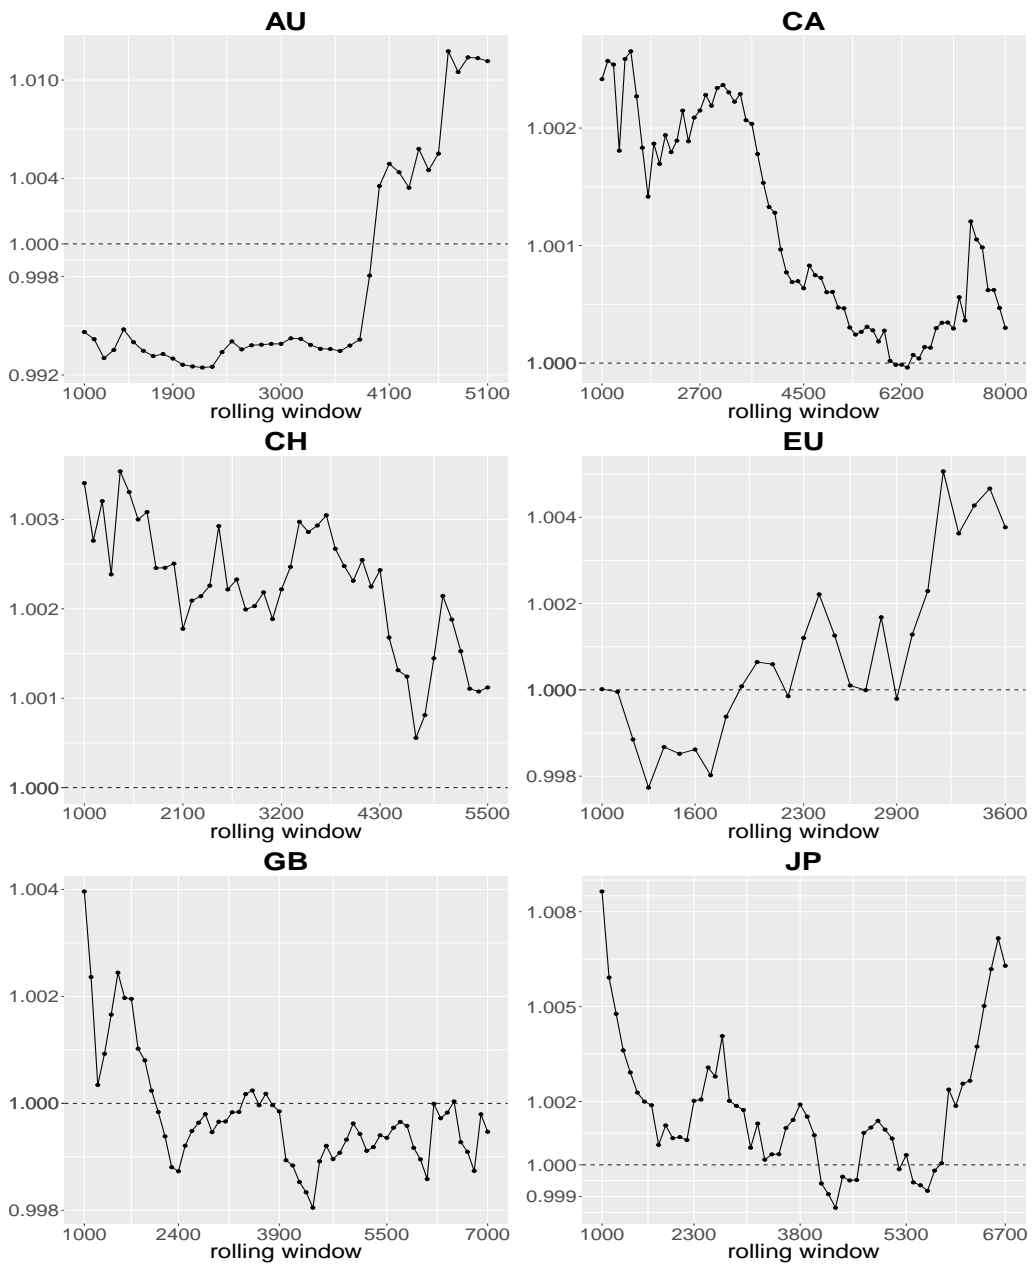 AU
1.010
1.004
1.000
0.998
0.992
1000 1900 3000 4100 5100
rolling window
CA
1.002
1.001
1.000
1000 2700 4500 6200 8000
rolling window
CH
1.003
1.002
1.001
1.000
1000 2100 3200 4300 5500
rolling window
EU
1.004
1.002
1.000
0.998
1000 1600 2300 2900 3600
rolling window
GB
1.004
1.002
1.000
0.998
1000 2400 3900 5500 7000
rolling window
JP
1.008
1.005
1.002
1.000
0.999
1000 2300 3800 5300 6700
rolling window